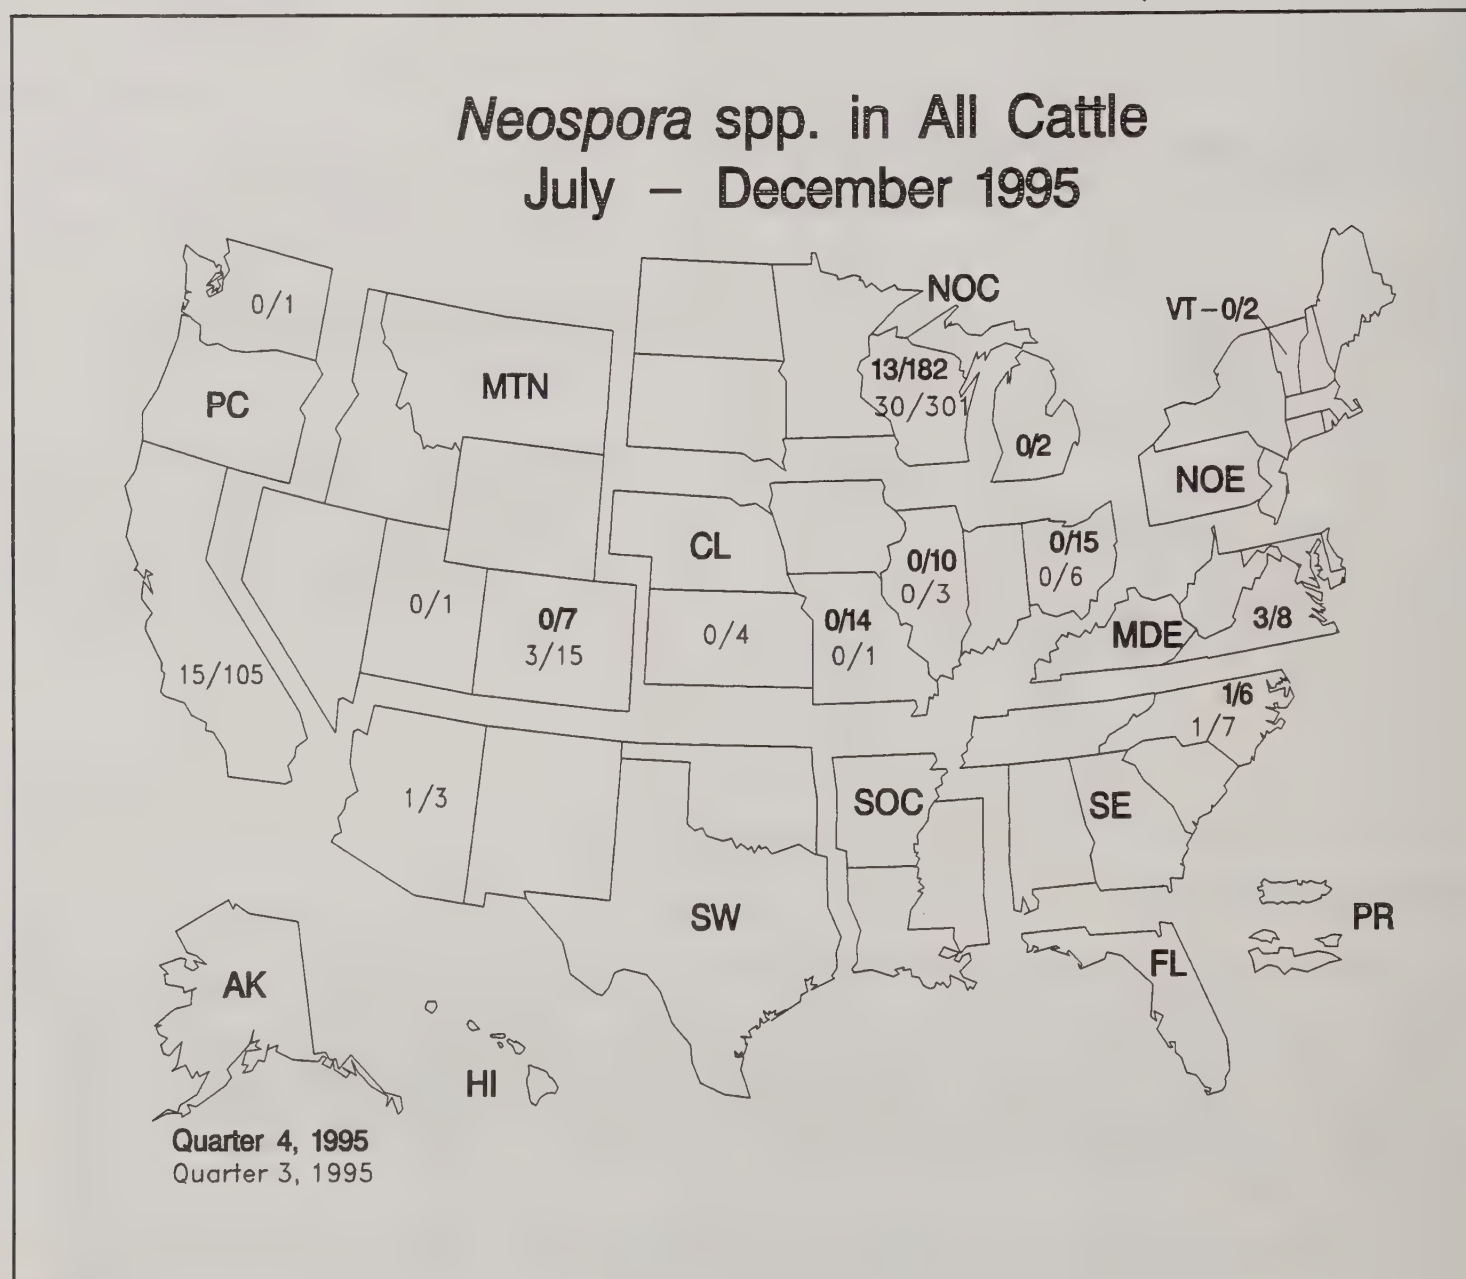 Neospora spp. in All Cattle
July – December 1995
NOC
VT – 0/2
0/1
13/182
30/301
MTN
PC
0/2
NOE
CL
0/10
0/3
0/15
0/6
0/1
0/7
3/15
0/4
0/14
0/1
MDE
3/8
15/105
1/6
1/7
1/3
SOC
SE
SW
PR
FL
AK
HI
Quarter 4, 1995
Quarter 3, 1995